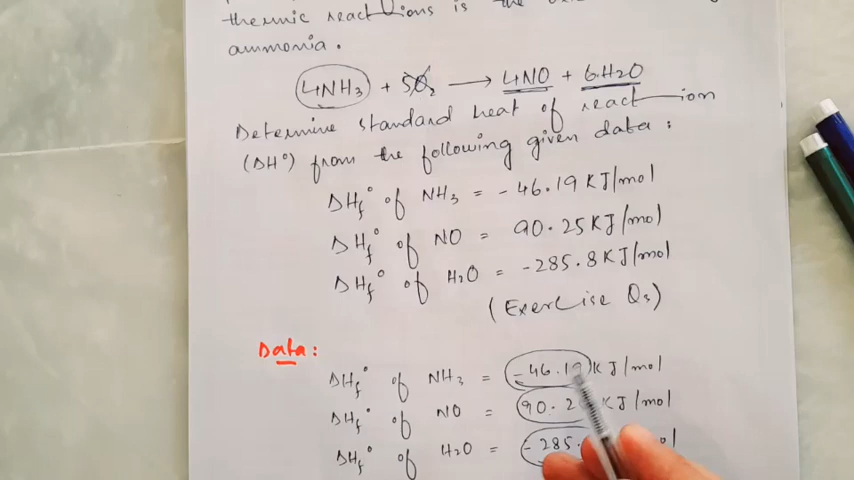 thermic reactions is the
ammonia.
4NH3 + 5O2 → 4NO + 6H2O
Determine standard heat of reaction
(ΔH°) from the following given data:
ΔHf° of NH3 = -46.19 KJ/mol
ΔHf° of NO = 90.25 KJ/mol
ΔHf° of H2O = -285.8 KJ/mol
(Exercise Qs)
Data:
ΔHf° of NH3 = -46.19 KJ/mol
ΔHf° of NO = 90.2 KJ/mol
ΔHf° of H2O = -285.